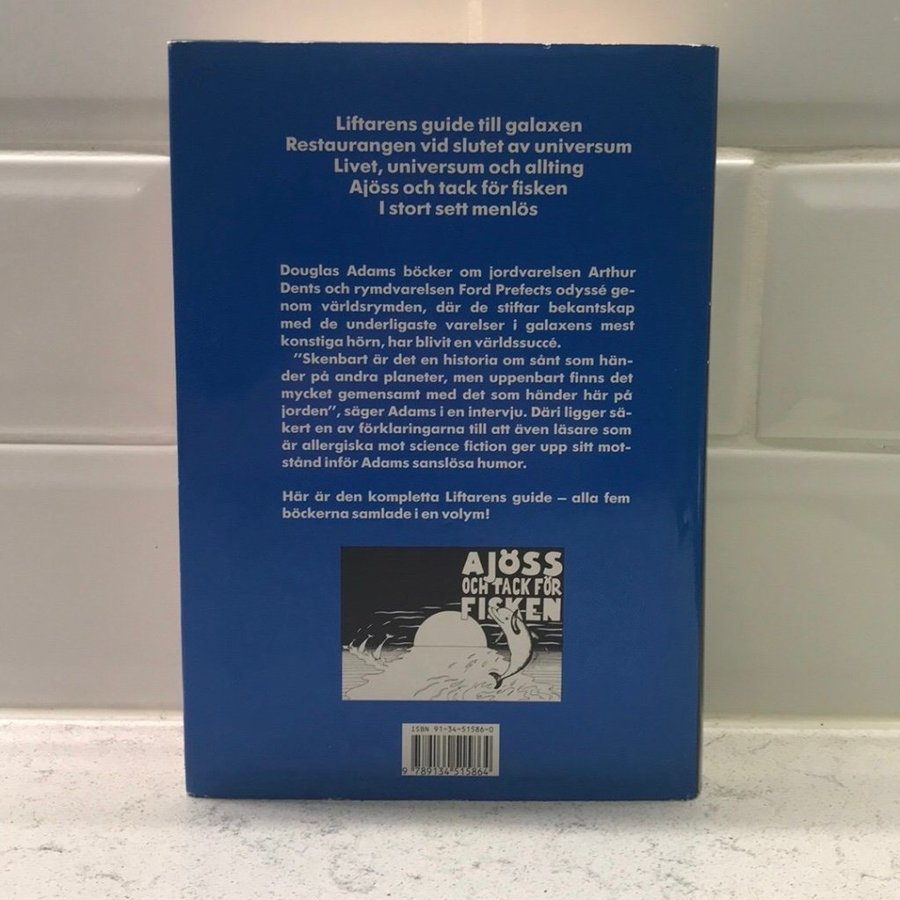 Liftarens guide till galaxen
Restaurangen vid slutet av universum
Livet, universum och allting
Ajöss och tack för fisken
I stort sett menlös
Douglas Adams böcker om jordvarelsen Arthur
Dents och rymdvarelsen Ford Prefects odyssé ge-
nom världsrymden, där de stiftar bekantskap
med de underligaste varelser i galaxens mest
konstiga hörn, har blivit en världssuccé.
”Skenbart är det en historia om sånt som hän-
der på andra planeter, men uppenbart finns det
mycket gemensamt med det som händer här på
jorden”, säger Adams i en intervju. Däri ligger sä-
kert en av förklaringarna till att även läsare som
är allergiska mot science fiction ger upp sitt mot-
stånd inför Adams sanslösa humor.
Här är den kompletta Liftarens guide – alla fem
böckerna samlade i en volym!
AJÖSS
OCH TACK FÖR
FISKEN
ISBN 91-34-51586-0
9 789134 515864